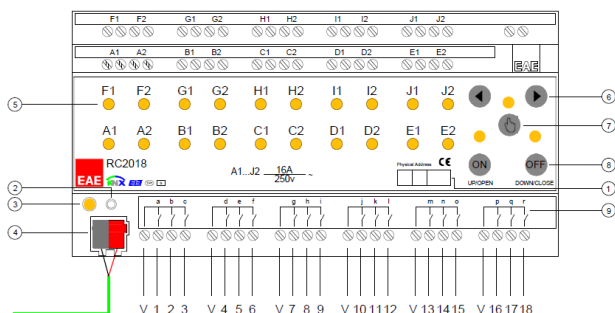 F1 F2 G1 G2 H1 H2 I1 I2 J1 J2
A1 A2 B1 B2 C1 C2 D1 D2 E1 E2 EAE
F1 F2 G1 G2 H1 H2 I1 I2 J1 J2
5 6
7
A1 A2 B1 B2 C1 C2 D1 D2 E1 E2
EAE RC2018
KNX
A1...J2 16A 250v ~
Physical Address CE
ON OFF 8
UP/OPEN DOWN/CLOSE
1
2
3
4
a b c d e f g h i j k l m n o p q r
9
V 1 2 3 V 4 5 6 V 7 8 9 V 10 11 12 V 13 14 15 V 16 17 18